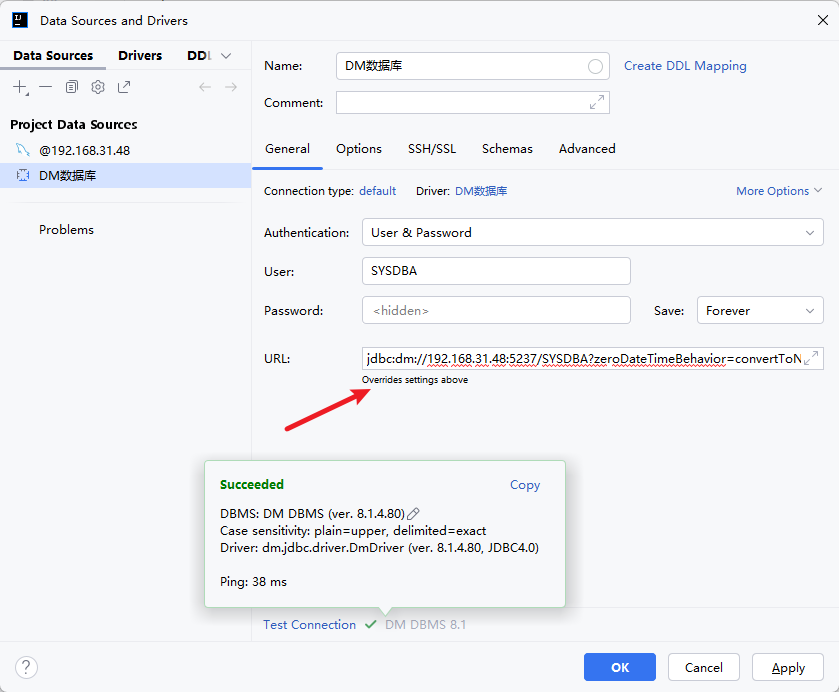 Data Sources and Drivers
Data Sources Drivers DDL
Project Data Sources
@192.168.31.48
DM数据库
Problems
Name: DM数据库 Create DDL Mapping
Comment:
General Options SSH/SSL Schemas Advanced
Connection type: default Driver: DM数据库 More Options
Authentication: User & Password
User: SYSDBA
Password: <hidden> Save: Forever
URL: jdbc:dm://192.168.31.48:5237/SYSDBA?zeroDateTimeBehavior=convertToN
Overrides settings above
Succeeded Copy
DBMS: DM DBMS (ver. 8.1.4.80)
Case sensitivity: plain=upper, delimited=exact
Driver: dm.jdbc.driver.DmDriver (ver. 8.1.4.80, JDBC4.0)
Ping: 38 ms
Test Connection DM DBMS 8.1
? OK Cancel Apply